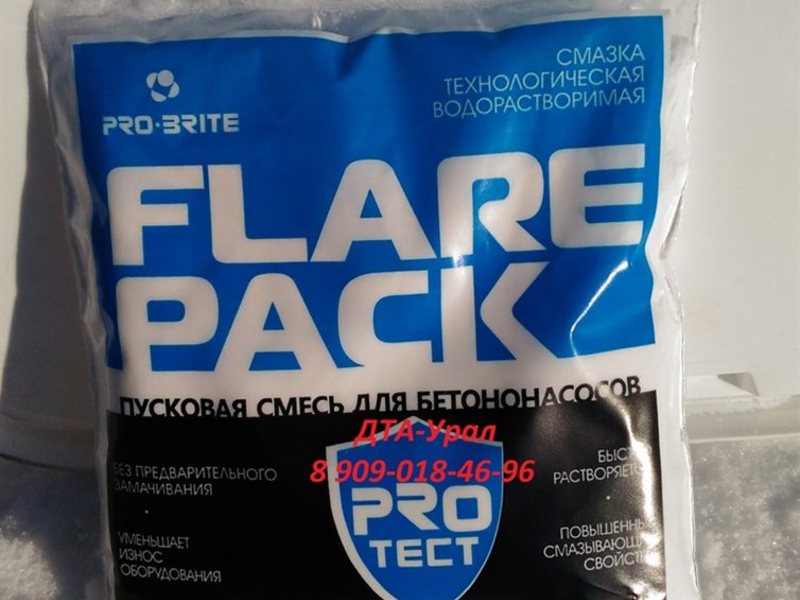 СМАЗКА
ТЕХНОЛОГИЧЕСКАЯ
ВОДОРАСТВОРИМАЯ
PRO·BRITE
FLARE
PACK
ПУСКОВАЯ СМЕСЬ ДЛЯ БЕТОНОНАСОСОВ
ДТА-Урал
8 909-018-46-96
БЕЗ ПРЕДВАРИТЕЛЬНОГО
ЗАМАЧИВАНИЯ
УМЕНЬШАЕТ
ИЗНОС
ОБОРУДОВАНИЯ
PRO
ТЕСТ